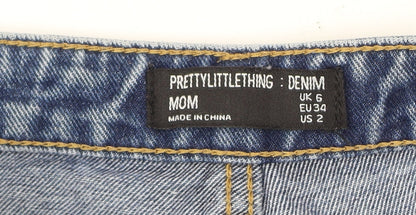 PRETTYLITTLETHING : DENIM
MOM
UK 6
EU 34
MADE IN CHINA
US 2